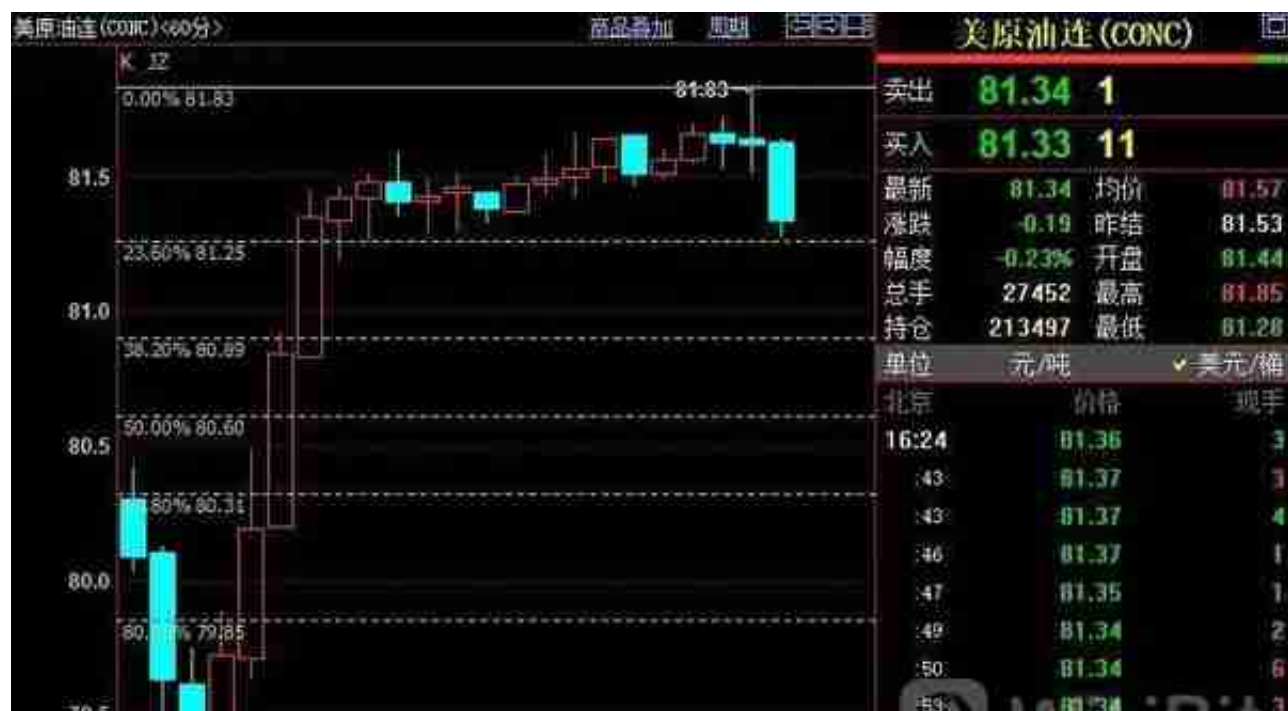 美原油连(CONC)<60分>
商品叠加 周期
K JZ
0.00% 81.83
81.83
81.5
23.60% 81.25
81.0
38.20% 80.89
50.00% 80.60
80.5
80.31
80.0
79.85
美原油连(CONC)
卖出 81.34 1
买入 81.33 11
最新 81.34 均价 81.57
涨跌 -0.19 昨结 81.53
幅度 -0.23% 开盘 81.44
总手 27452 最高 81.85
持仓 213497 最低 81.28
单位 元/吨 美元/桶
北京 价格 现手
16:24 81.36 3
:43 81.37 3
:43 81.37 4
:46 81.37 1
:47 81.35 1
:49 81.34 2
:50 81.34 6
:53 81.34